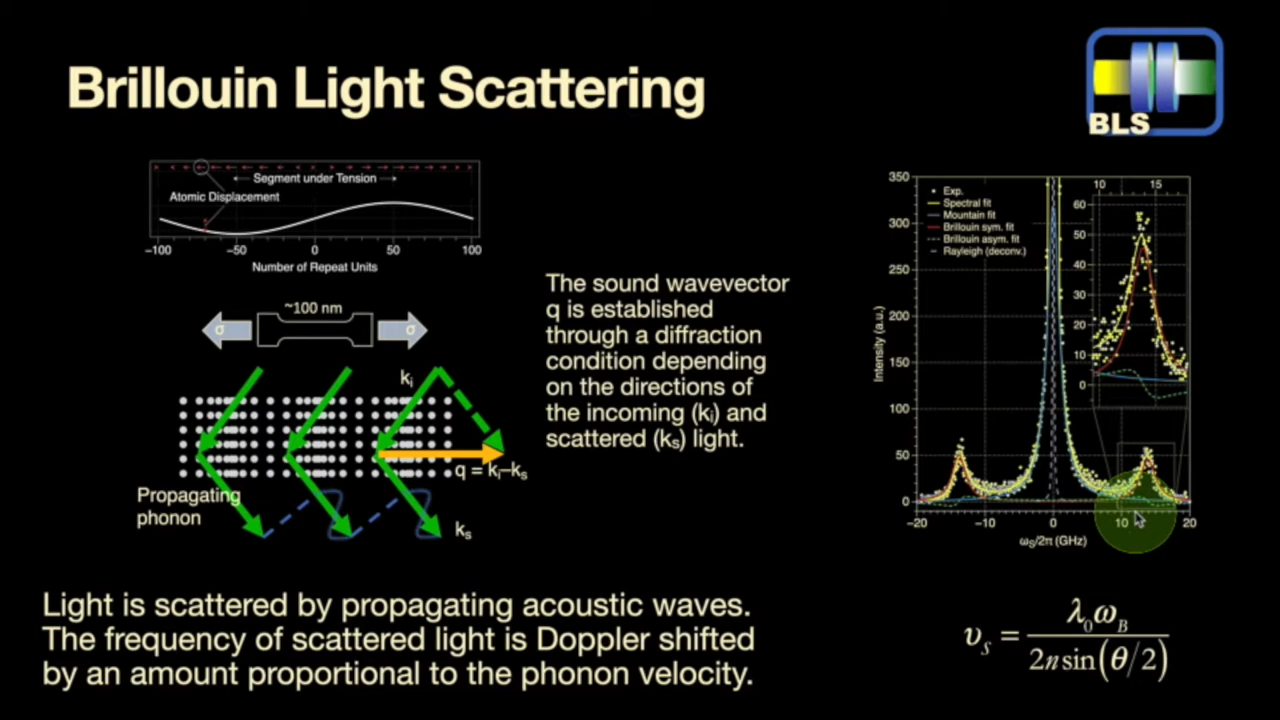 Brillouin Light Scattering
BLS
Segment under Tension
Atomic Displacement
−100
−50
0
50
100
Number of Repeat Units
~100 nm
σ
σ
kᵢ
q = kᵢ–kₛ
Propagating
phonon
kₛ
The sound wavevector
q is established
through a diffraction
condition depending
on the directions of
the incoming (kᵢ) and
scattered (kₛ) light.
350
300
250
200
150
100
50
0
Intensity (a.u.)
Exp.
Spectral fit
Mountain fit
Brillouin sym. fit
Brillouin asym. fit
Rayleigh (deconv.)
10
15
60
50
40
30
20
10
0
−20
−10
0
10
20
ωₛ/2π (GHz)
Light is scattered by propagating acoustic waves.
The frequency of scattered light is Doppler shifted
by an amount proportional to the phonon velocity.
υₛ = λ₀ω_B / 2n sin(θ/2)